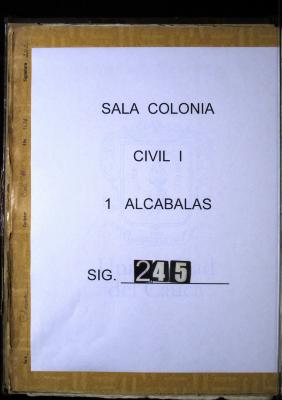 SALA COLONIA
CIVIL I
1 ALCABALAS
SIG. 245